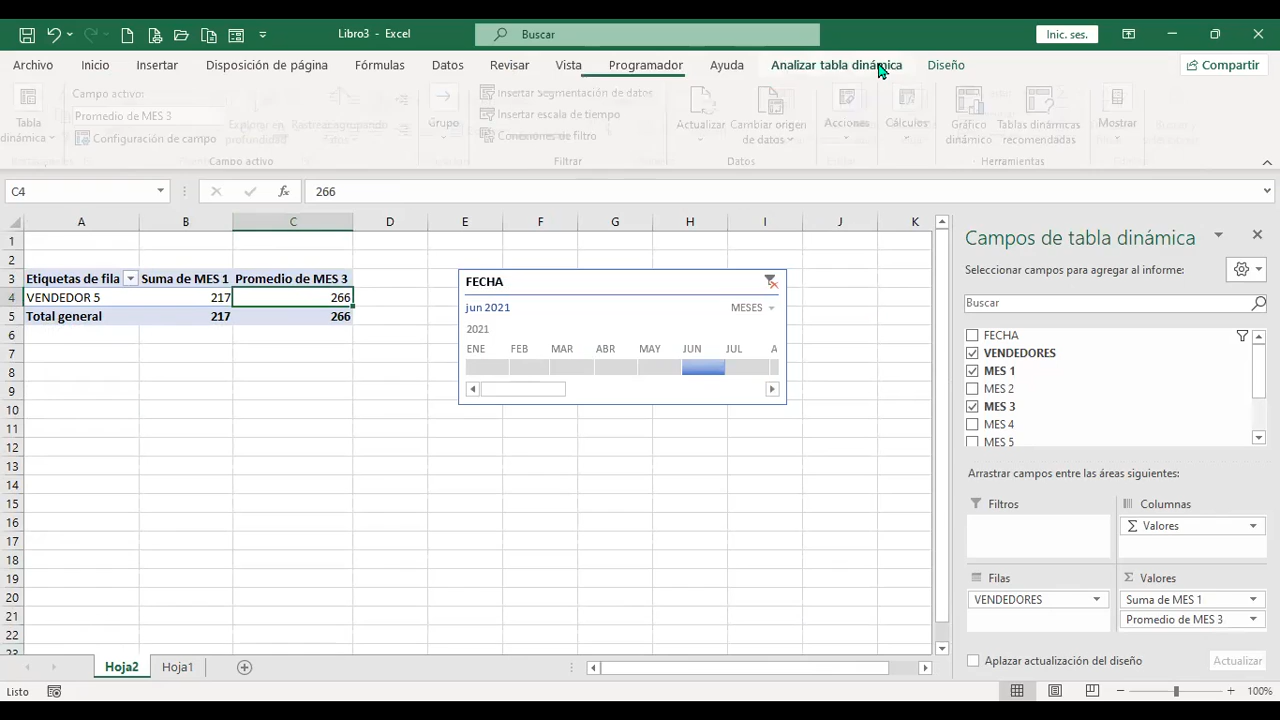 Libro3 - Excel
Buscar
Inic. ses.
Archivo Inicio Insertar Disposición de página Fórmulas Datos Revisar Vista Programador Ayuda Analizar tabla dinámica Diseño Compartir
Campo activo:
Promedio de MES 3
Configuración de campo
Tabla dinámica
Grupo
Insertar Segmentación de datos
Insertar escala de tiempo
Conexiones de filtro
Actualizar
Cambiar origen de datos
Acciones
Cálculos
Gráfico dinámico
Tablas dinámicas recomendadas
Mostrar
Campo activo Filtrar Datos Herramientas
C4 fx 266
A B C D E F G H I J K
1
2
3 Etiquetas de fila Suma de MES 1 Promedio de MES 3
4 VENDEDOR 5 217 266
5 Total general 217 266
6
7
8
9
10
11
12
13
14
15
16
17
18
19
20
21
22
23
FECHA
jun 2021 MESES
2021
ENE FEB MAR ABR MAY JUN JUL A
Campos de tabla dinámica
Seleccionar campos para agregar al informe:
Buscar
FECHA
VENDEDORES
MES 1
MES 2
MES 3
MES 4
MES 5
Arrastrar campos entre las áreas siguientes:
Filtros Columnas
Σ Valores
Filas Σ Valores
VENDEDORES Suma de MES 1
Promedio de MES 3
Aplazar actualización del diseño Actualizar
Hoja2 Hoja1
Listo 100%